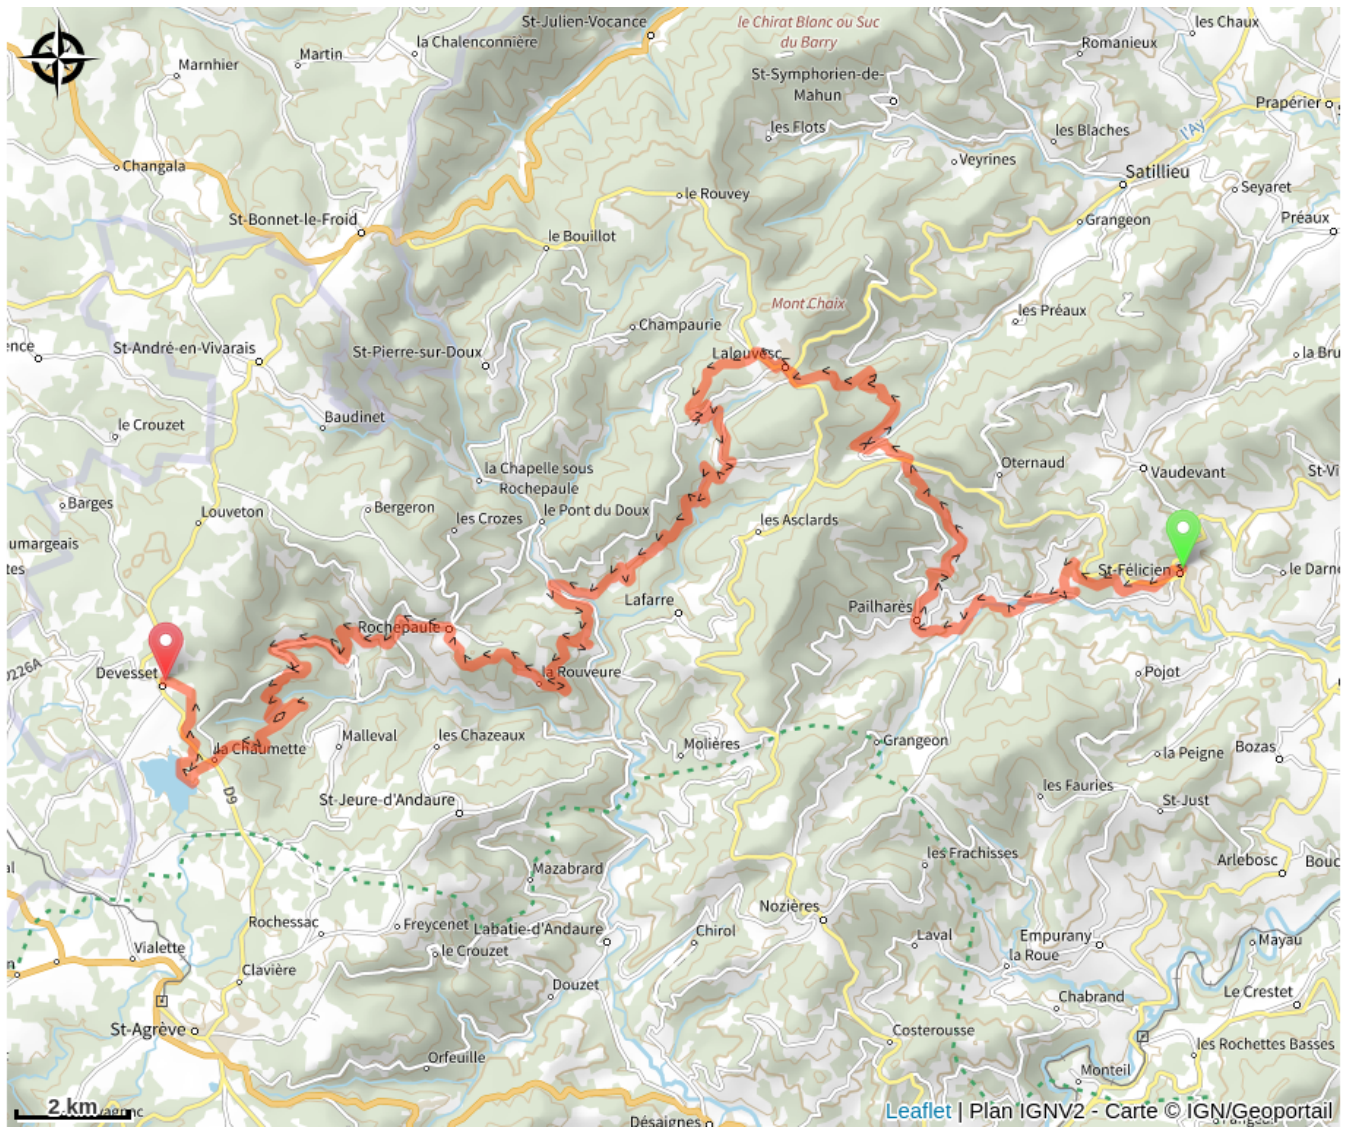 St-Julien-Vocance
le Chirat Blanc ou Suc
du Barry
les Chaux
la Chalenconnière
Martin
Marnhier
Romanieux
St-Symphorien-de-
Mahun
Prapérier
les Flots
les Blaches
l'Ay
Veyrines
Changala
Satillieu
Seyaret
le Rouvey
St-Bonnet-le-Froid
Grangeon
Préaux
le Bouillot
Mont Chaix
les Préaux
Champaurie
St-André-en-Vivarais
St-Pierre-sur-Doux
Lalouvesc
la Bru
Baudinet
le Crouzet
la Chapelle sous
Rochepaule
Oternaud
Vaudevant
St-Vi
Barges
Louveton
Bergeron
les Crozes
le Pont du Doux
les Asclards
umargeais
tes
St-Félicien
le Darn
Lafarre
Pailharès
Rochepaule
D226A
Devesset
la Rouveure
Pojot
Malleval
les Chazeaux
la Chaumette
Molières
Grangeon
la Peigne
Bozas
les Fauries
St-Just
D9
St-Jeure-d'Andaure
les Frachisses
Arlebosc
Bouc
al
Mazabrard
Nozières
Rochessac
Freycenet
Labatie-d'Andaure
le Crouzet
Chirol
Laval
Empurany
la Roue
Mayau
Vialette
Clavière
Douzet
Chabrand
Le Crestet
St-Agrève
Costerousse
les Rochettes Basses
Orfeuille
Monteil
2 km
Désaignes
Leaflet | Plan IGNV2 - Carte © IGN/Geoportail